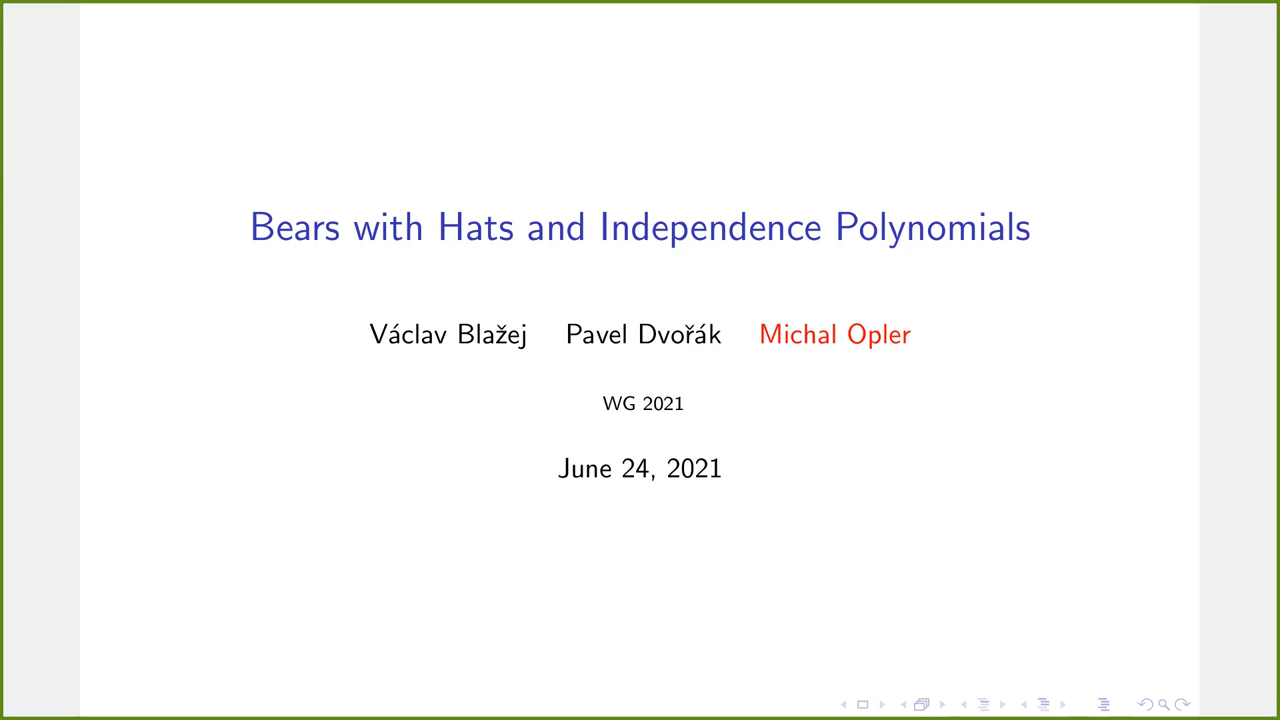 Bears with Hats and Independence Polynomials
Václav Blažej Pavel Dvořák Michal Opler
WG 2021
June 24, 2021